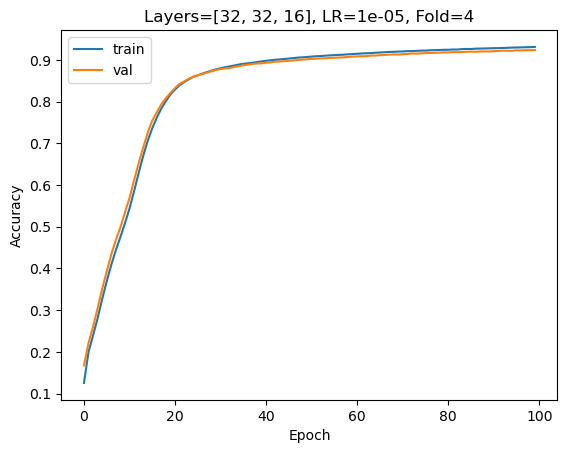 Layers=[32, 32, 16], LR=1e-05, Fold=4
train
val
Accuracy
0.9
0.8
0.7
0.6
0.5
0.4
0.3
0.2
0.1
0 20 40 60 80 100
Epoch